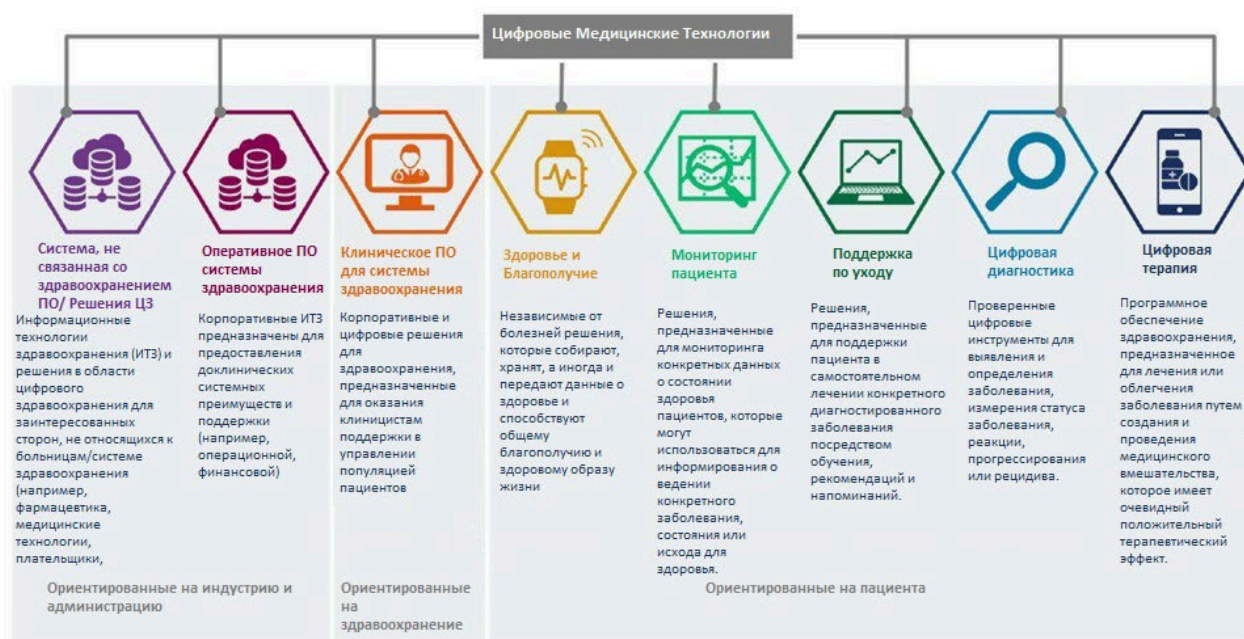 Цифровые Медицинские Технологии
Система, не
связанная со
здравоохранением
ПО/ Решения ЦЗ
Информационные
технологии
здравоохранения (ИТЗ) и
решения в области
цифрового
здравоохранения для
заинтересованных
сторон, не относящихся к
больницам/системе
здравоохранения
(например,
фармацевтика,
медицинские
технологии,
плательщики,
Оперативное ПО
системы
здравоохранения
Корпоративные ИТЗ
предназначены для
предоставления
доклинических
системных
преимуществ и
поддержки
(например,
операционной,
финансовой)
Клиническое ПО
для системы
здравоохранения
Корпоративные и
цифровые решения
для
здравоохранения,
предназначенные
для оказания
клиницистам
поддержки в
управлении
популяцией
пациентов
Здоровье и
Благополучие
Независимые от
болезней решения,
которые собирают,
хранят, а иногда и
передают данные о
здоровье и
способствуют
общему
благополучию и
здоровому образу
жизни
Мониторинг
пациента
Решения,
предназначенные
для мониторинга
конкретных данных
о состоянии
здоровья
пациентов, которые
могут
использоваться для
информирования о
ведении
конкретного
заболевания,
состояния или
исхода для
здоровья.
Поддержка
по уходу
Решения,
предназначенные
для поддержки
пациента в
самостоятельном
лечении конкретного
диагностированного
заболевания
посредством
обучения,
рекомендаций и
напоминаний.
Цифровая
диагностика
Проверенные
цифровые
инструменты для
выявления и
определения
заболевания,
измерения статуса
заболевания,
реакции,
прогрессирования
или рецидива.
Цифровая
терапия
Программное
обеспечение
здравоохранения,
предназначенное
для лечения или
облегчения
заболевания путем
создания и
проведения
медицинского
вмешательства,
которое имеет
очевидный
положительный
терапевтический
эффект.
Ориентированные на индустрию и
администрацию
Ориентированные
на
здравоохранение
Ориентированные на пациента